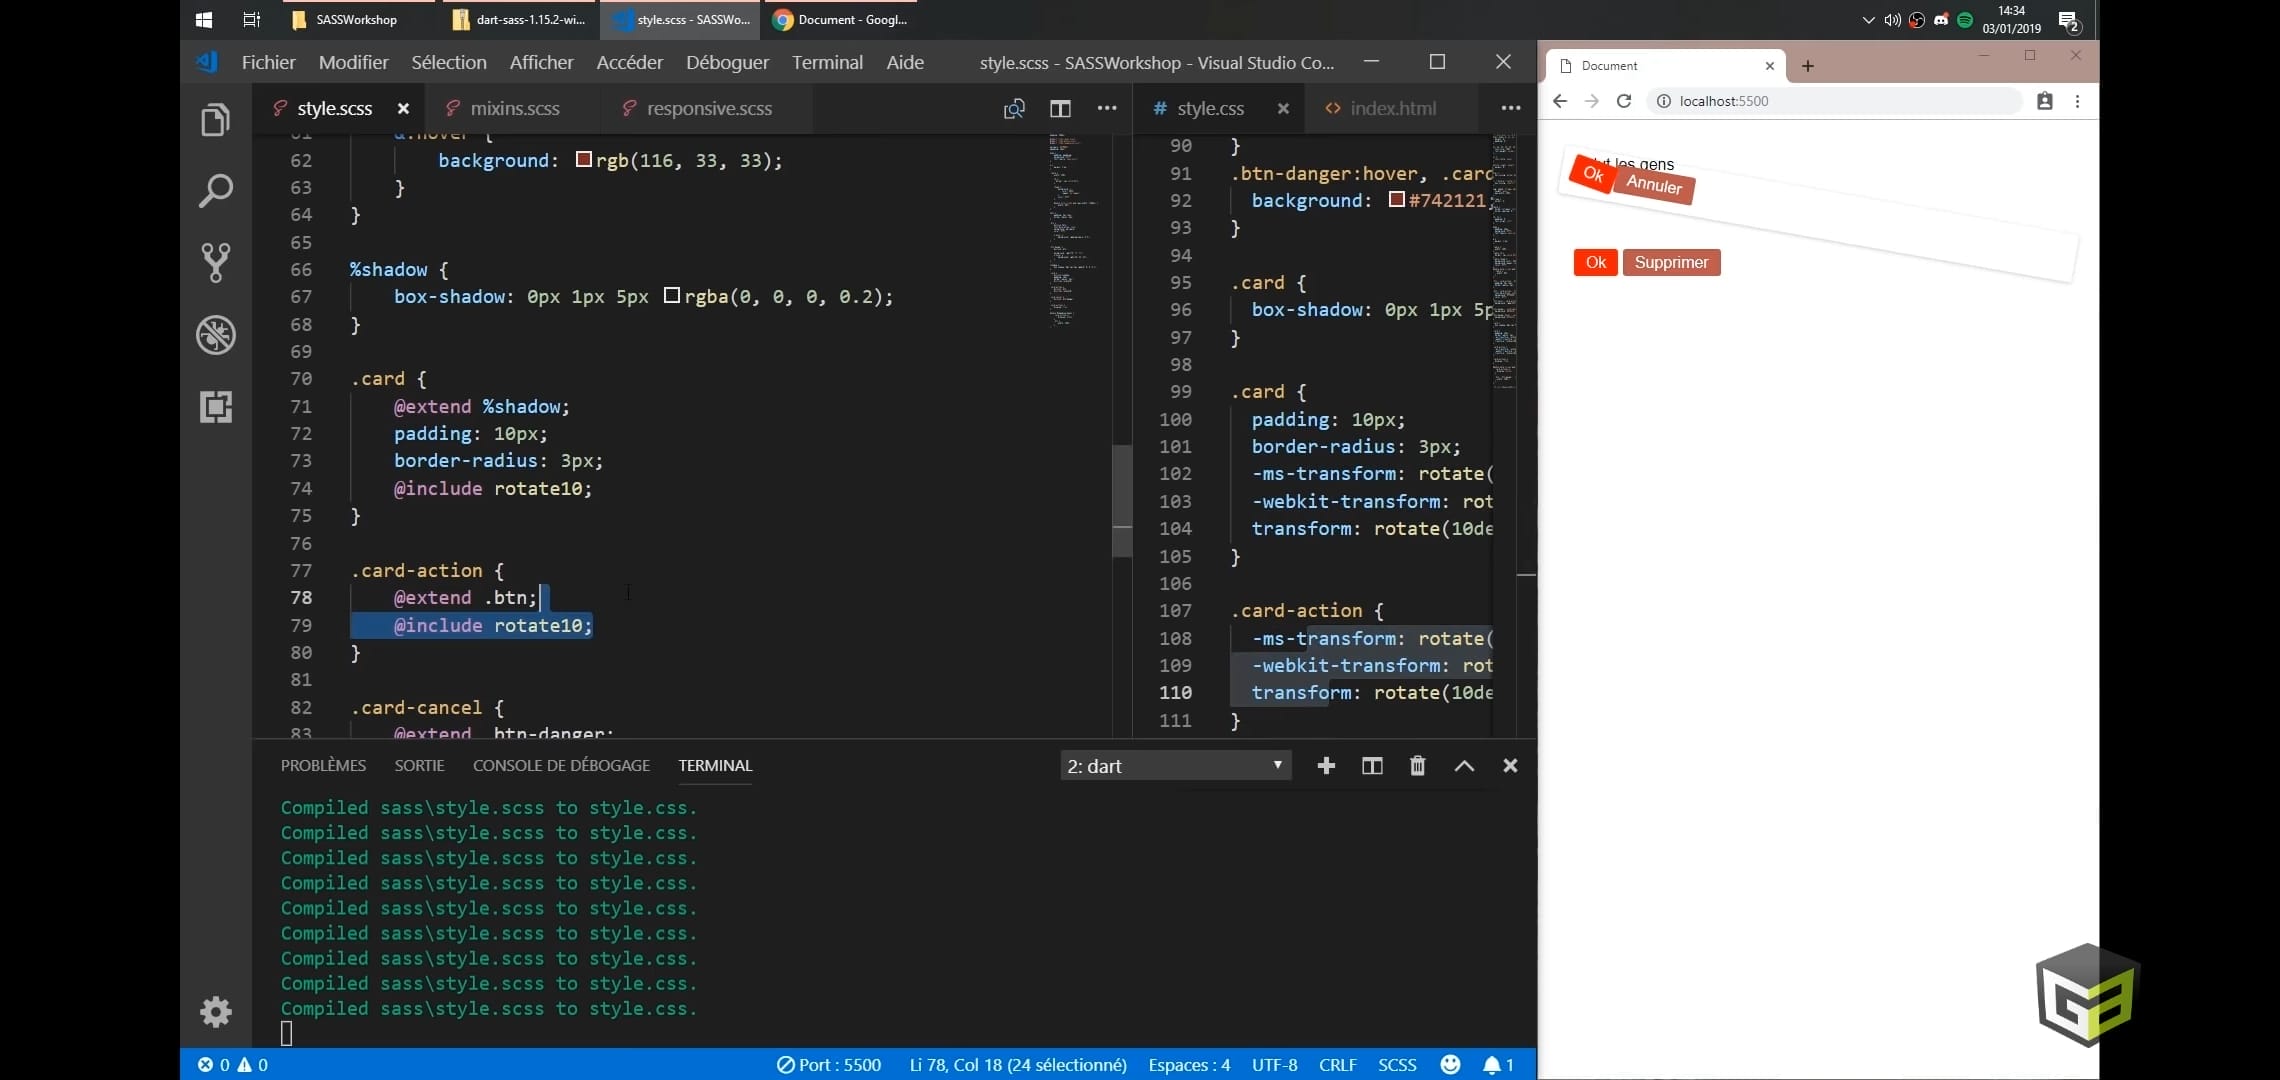 SASSWorkshop
dart-sass-1.15.2-wi...
style.scss - SASSWo...
Document - Googl...
14:34
03/01/2019
2
Fichier Modifier Sélection Afficher Accéder Déboguer Terminal Aide
style.scss - SASSWorkshop - Visual Studio Co...
style.scss mixins.scss responsive.scss
61 &:hover {
62 background: rgb(116, 33, 33);
63 }
64 }
65
66 %shadow {
67 box-shadow: 0px 1px 5px rgba(0, 0, 0, 0.2);
68 }
69
70 .card {
71 @extend %shadow;
72 padding: 10px;
73 border-radius: 3px;
74 @include rotate10;
75 }
76
77 .card-action {
78 @extend .btn;
79 @include rotate10;
80 }
81
82 .card-cancel {
83 @extend .btn-danger;
# style.css <> index.html
90 }
91 .btn-danger:hover, .card
92 background: #742121;
93 }
94
95 .card {
96 box-shadow: 0px 1px 5p
97 }
98
99 .card {
100 padding: 10px;
101 border-radius: 3px;
102 -ms-transform: rotate(
103 -webkit-transform: rot
104 transform: rotate(10de
105 }
106
107 .card-action {
108 -ms-transform: rotate(
109 -webkit-transform: rot
110 transform: rotate(10de
111 }
PROBLÈMES SORTIE CONSOLE DE DÉBOGAGE TERMINAL
2: dart
Compiled sass\style.scss to style.css.
Compiled sass\style.scss to style.css.
Compiled sass\style.scss to style.css.
Compiled sass\style.scss to style.css.
Compiled sass\style.scss to style.css.
Compiled sass\style.scss to style.css.
Compiled sass\style.scss to style.css.
Compiled sass\style.scss to style.css.
Compiled sass\style.scss to style.css.
0 0
Port : 5500
Li 78, Col 18 (24 sélectionné)
Espaces : 4
UTF-8
CRLF
SCSS
1
Document
localhost:5500
les gens
Ok Annuler
Ok Supprimer